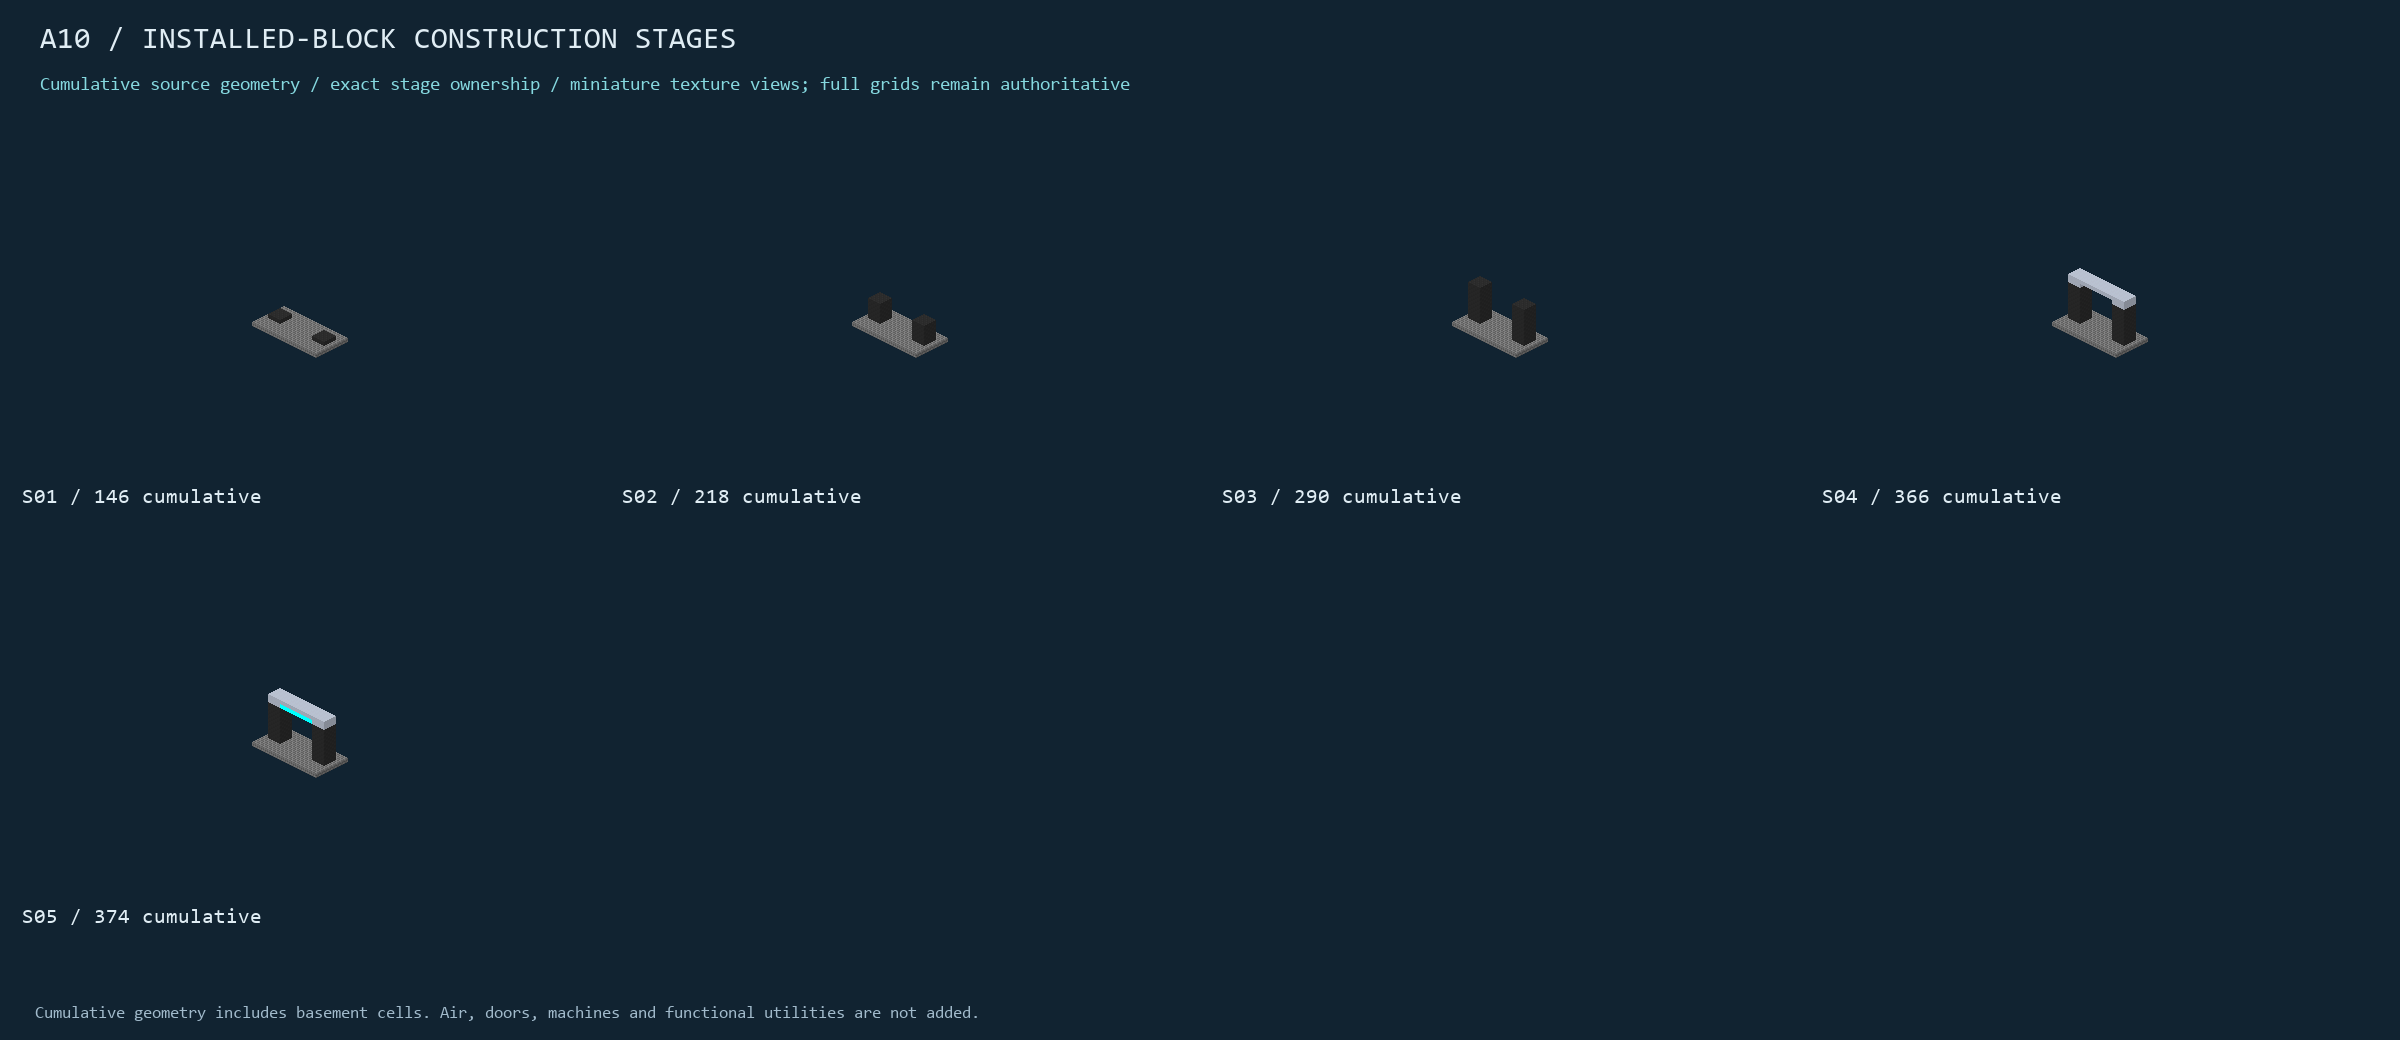 A10 / INSTALLED-BLOCK CONSTRUCTION STAGES
Cumulative source geometry / exact stage ownership / miniature texture views; full grids remain authoritative
S01 / 146 cumulative
S02 / 218 cumulative
S03 / 290 cumulative
S04 / 366 cumulative
S05 / 374 cumulative
Cumulative geometry includes basement cells. Air, doors, machines and functional utilities are not added.